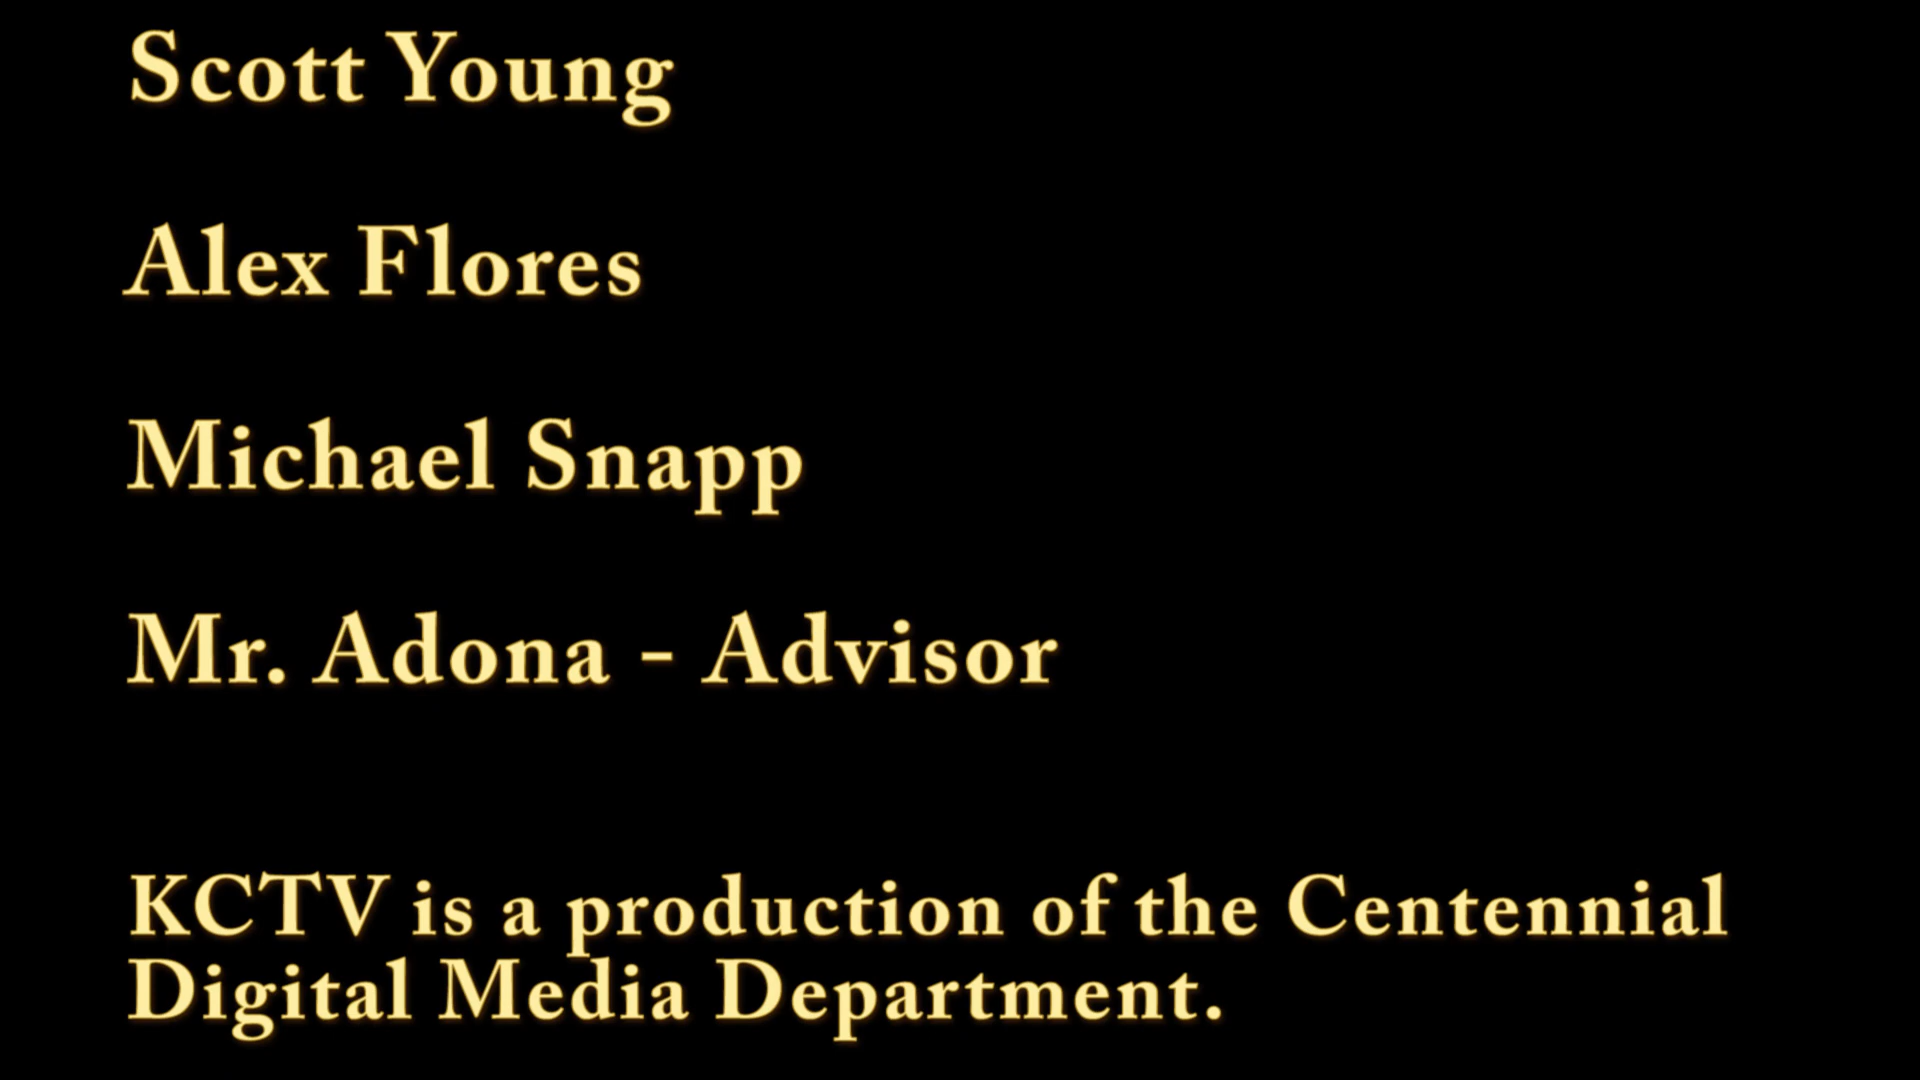 Scott Young
Alex Flores
Michael Snapp
Mr. Adona - Advisor
KCTV is a production of the Centennial
Digital Media Department.